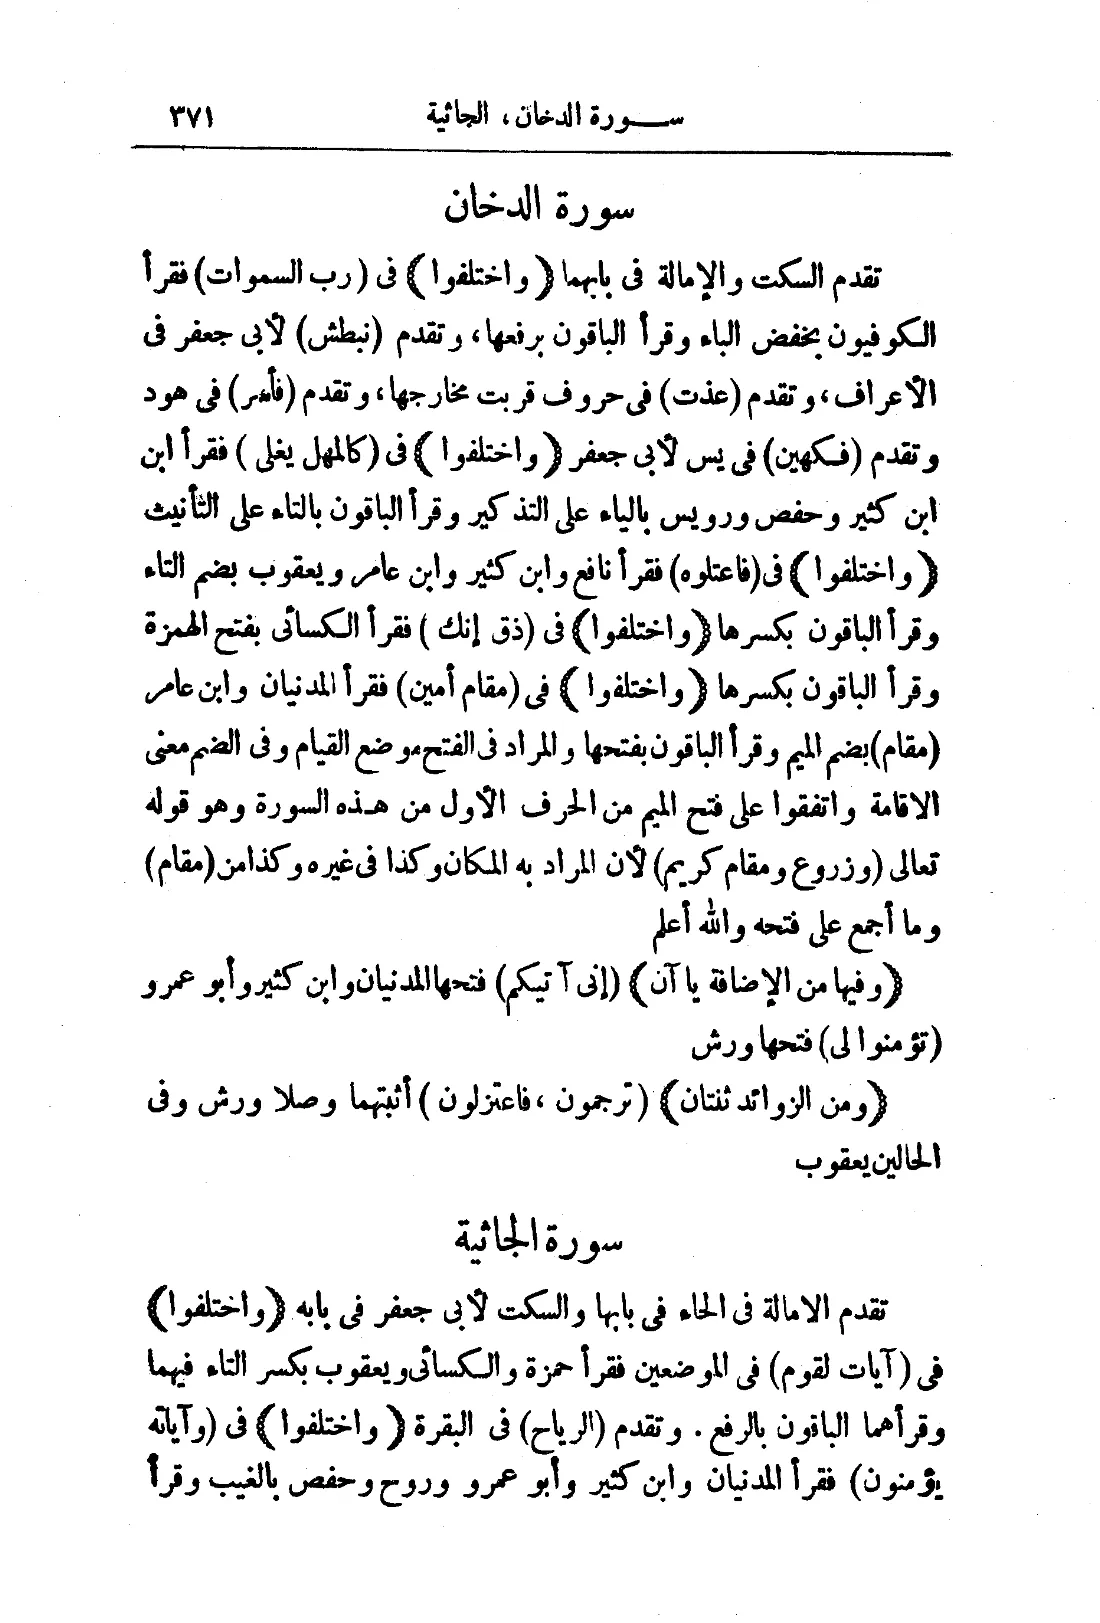 سورة الدخان ، الجاثية ٣٧١
سورة الدخان
تقدم السكت والإمالة فى بابهما ﴿واختلفوا﴾ فى (رب السموات) فقرأ
الكوفيون بخفض الباء وقرأ الباقون برفعها، وتقدم (نبطش) لأبى جعفر فى
الأعراف، وتقدم (عذت) فى حروف قربت مخارجها، وتقدم (فأسر) فى هود
وتقدم (فكهين) فى يس لأبى جعفر ﴿واختلفوا﴾ فى (كالمهل يغلى) فقرأ ابن
ابن كثير وحفص ورويس بالياء على التذكير وقرأ الباقون بالتاء على التأنيث
﴿واختلفوا﴾ فى (فاعتلوه) فقرأ نافع وابن كثير وابن عامر ويعقوب بضم التاء
وقرأ الباقون بكسرها ﴿واختلفوا﴾ فى (ذق إنك) فقرأ الكسائى بفتح الهمزة
وقرأ الباقون بكسرها ﴿واختلفوا﴾ فى (مقام أمين) فقرأ المدنيان وابن عامر
(مقام) بضم الميم وقرأ الباقون بفتحها والمراد فى الفتح موضع القيام وفى الضم معنى
الاقامة واتفقوا على فتح الميم من الحرف الأول من هذه السورة وهو قوله
تعالى (وزروع ومقام كريم) لأن المراد به المكان وكذا فى غيره وكذا من (مقام)
وما أجمع على فتحه والله أعلم
﴿وفيها من الإضافة يا آن﴾ (إنى آتيكم) فتحها المدنيان وابن كثير وأبو عمرو
(تؤمنوا لى) فتحها ورش
﴿ومن الزوائد ثنتان﴾ (ترجمون، فاعتزلون) أثبتهما وصلا ورش وفى
الحالين يعقوب
سورة الجاثية
تقدم الامالة فى الحاء فى بابها والسكت لأبى جعفر فى بابه ﴿واختلفوا﴾
فى (آيات لقوم) فى الموضعين فقرأ حمزة والكسائى ويعقوب بكسر التاء فيهما
وقرأهما الباقون بالرفع. وتقدم (الرياح) فى البقرة ﴿واختلفوا﴾ فى (وآياته
يؤمنون) فقرأ المدنيان وابن كثير وأبو عمرو وروح وحفص بالغيب وقرأ